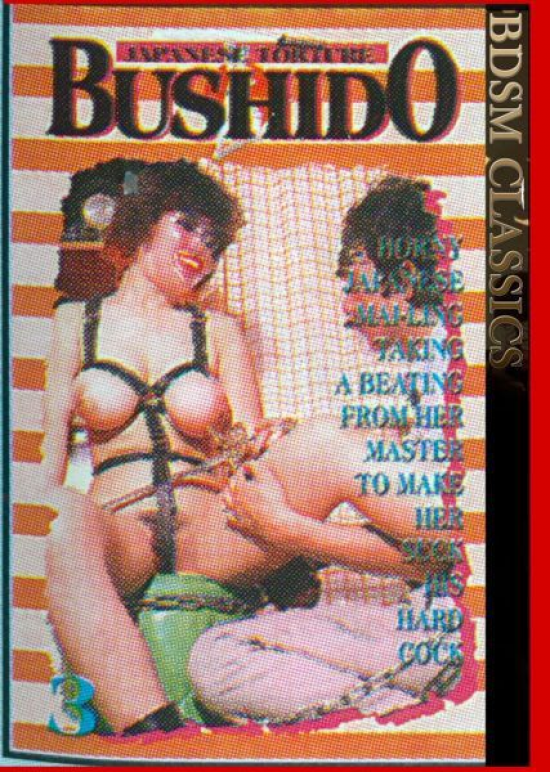 JAPANESE TORTURE
BUSHIDO
BDSM CLASSICS
A HORNY
JAPANESE
MAI-LING
TAKING
A BEATING
FROM HER
MASTER
TO MAKE
HER
SUCK
HIS
HARD
COCK
3